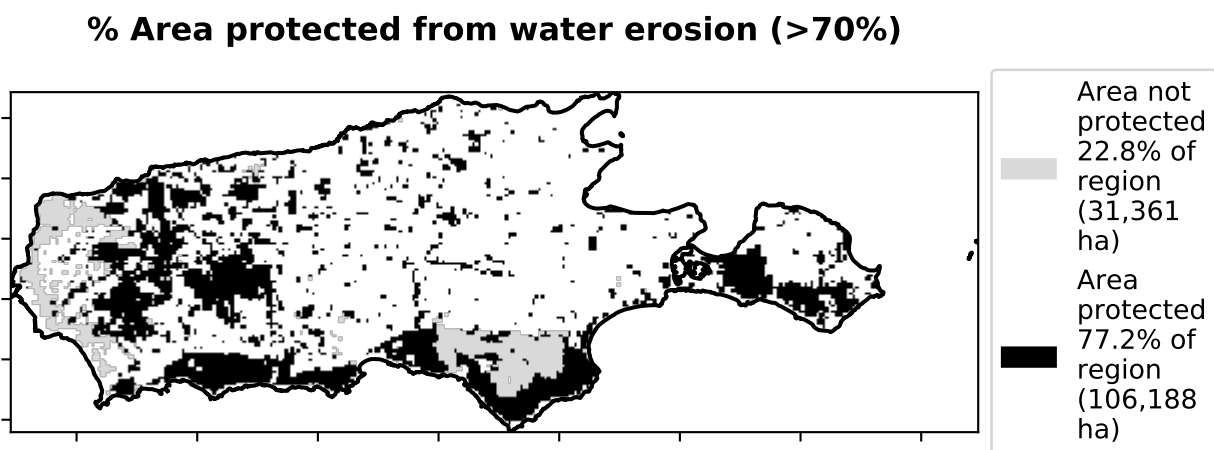 % Area protected from water erosion (>70%)
Area not
protected
22.8% of
region
(31,361
ha)
Area
protected
77.2% of
region
(106,188
ha)